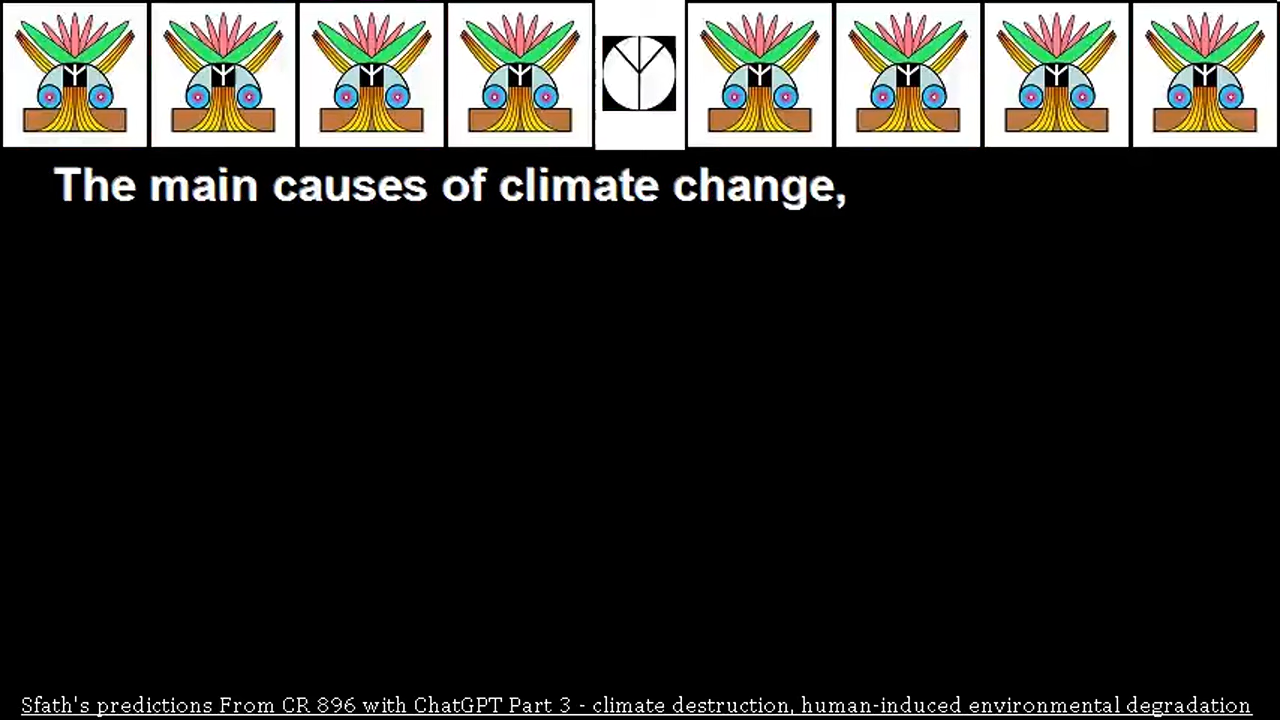 The main causes of climate change,
Sfath's predictions From CR 896 with ChatGPT Part 3 - climate destruction, human-induced environmental degradation